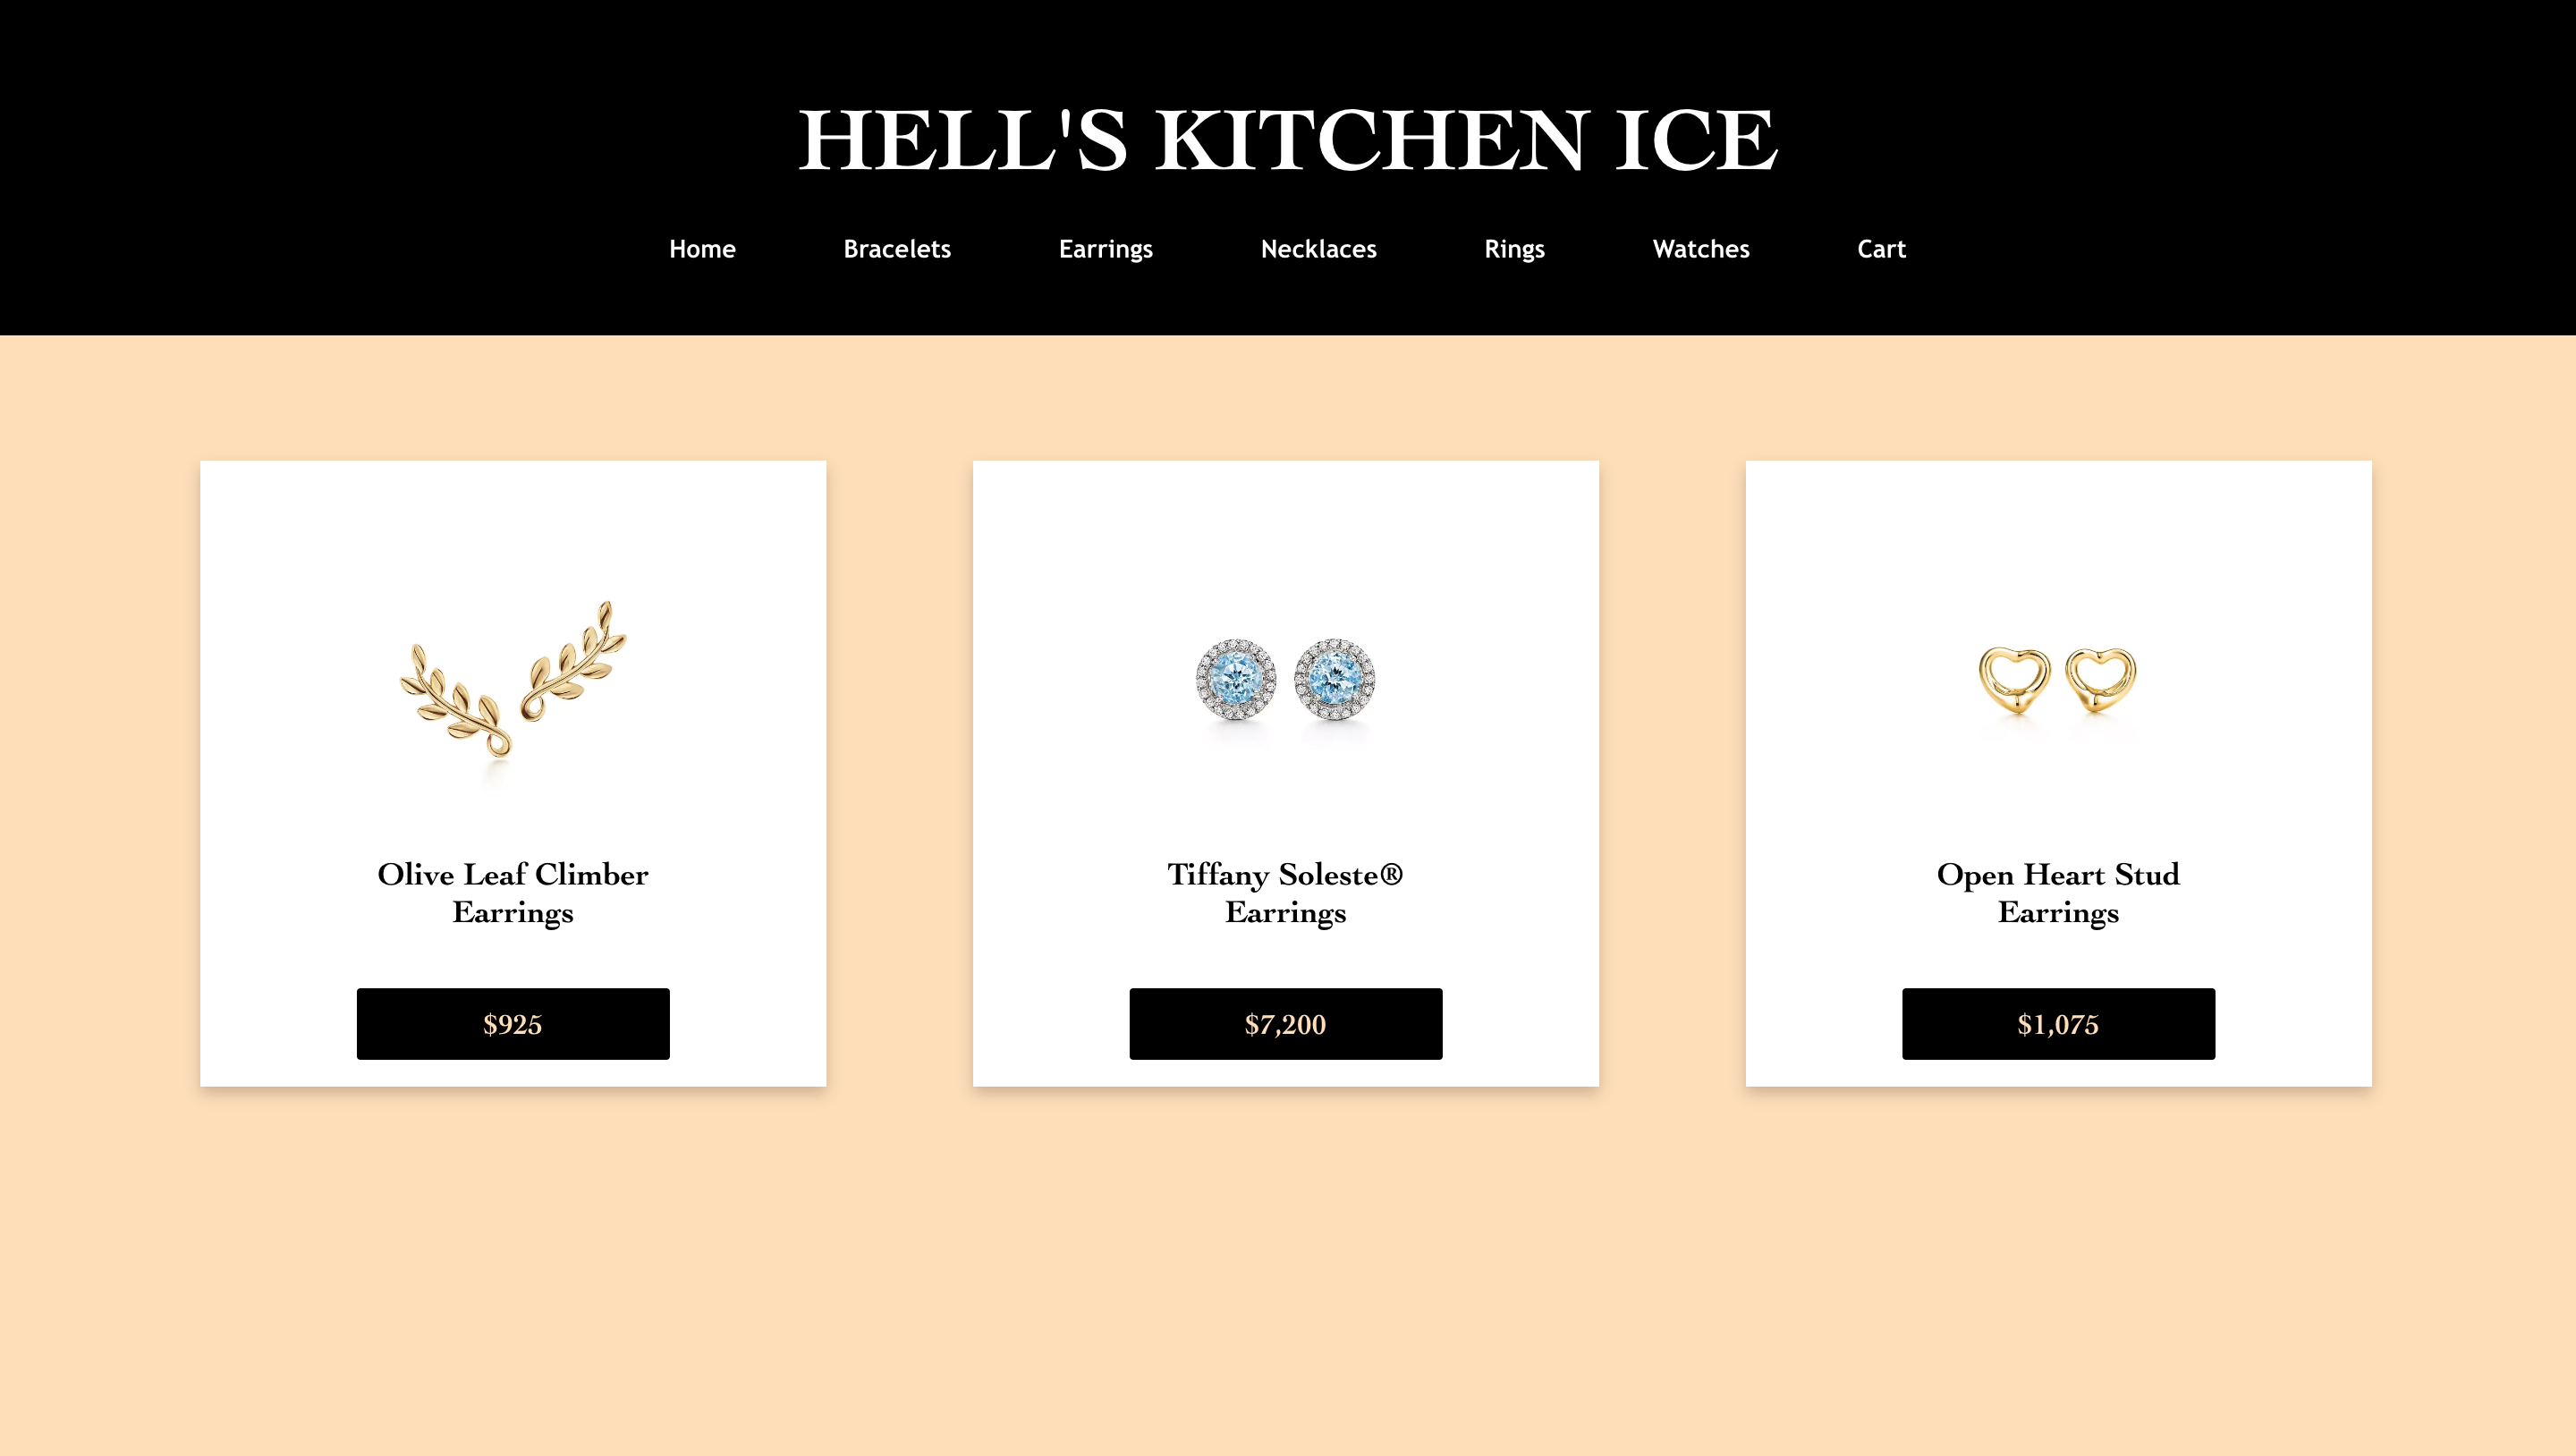 HELL'S KITCHEN ICE
Home Bracelets Earrings Necklaces Rings Watches Cart
Olive Leaf Climber
Earrings
$925
Tiffany Soleste®
Earrings
$7,200
Open Heart Stud
Earrings
$1,075